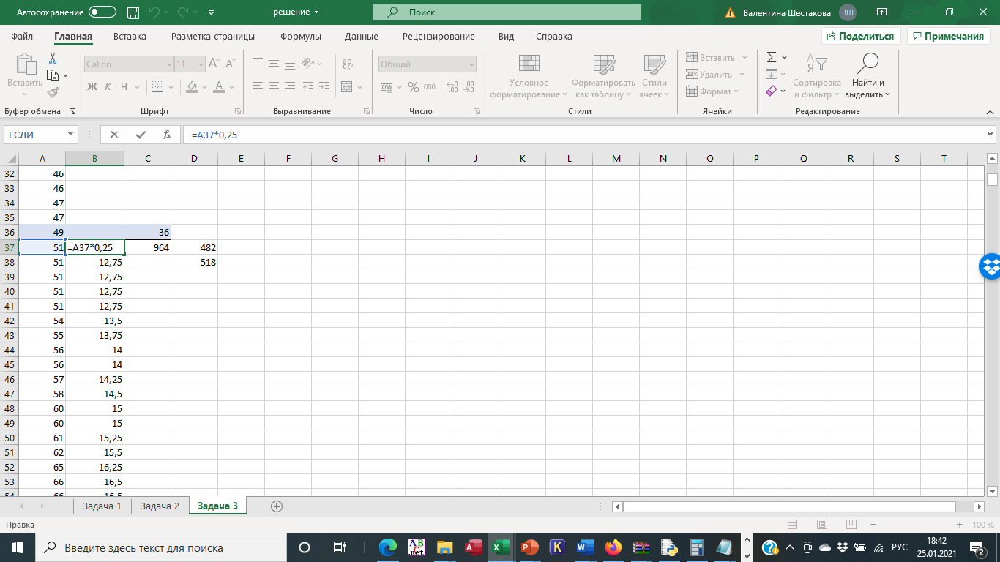 Автосохранение решение Поиск Валентина Шестакова ВШ
Файл Главная Вставка Разметка страницы Формулы Данные Рецензирование Вид Справка Поделиться Примечания
Вставить
Буфер обмена
Calibri 11
Ж К Ч
Шрифт
ab
Выравнивание
Общий
% 000
Число
Условное форматирование
Форматировать как таблицу
Стили ячеек
Стили
Вставить
Удалить
Формат
Ячейки
Сортировка и фильтр
Найти и выделить
Редактирование
ЕСЛИ fx =A37*0,25
A B C D E F G H I J K L M N O P Q R S T
32 46
33 46
34 47
35 47
36 49 36
37 51 =A37*0,25 964 482
38 51 12,75 518
39 51 12,75
40 51 12,75
41 51 12,75
42 54 13,5
43 55 13,75
44 56 14
45 56 14
46 57 14,25
47 58 14,5
48 60 15
49 60 15
50 61 15,25
51 62 15,5
52 65 16,25
53 66 16,5
54 66 16,5
Задача 1 Задача 2 Задача 3
Правка 100 %
Введите здесь текст для поиска
РУС
18:42
25.01.2021
2